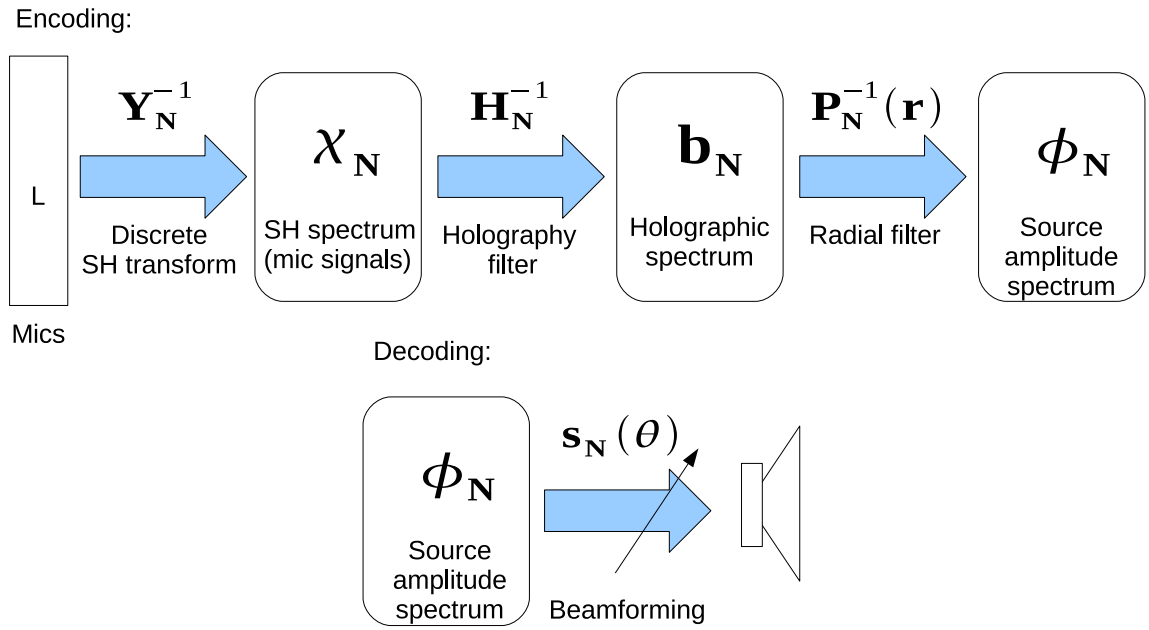 Encoding:
Y_N^{-1}
H_N^{-1}
P_N^{-1}(r)
L
χ_N
b_N
ϕ_N
Discrete
SH transform
SH spectrum
(mic signals)
Holography
filter
Holographic
spectrum
Radial filter
Source
amplitude
spectrum
Mics
Decoding:
ϕ_N
s_N(θ)
Source
amplitude
spectrum
Beamforming